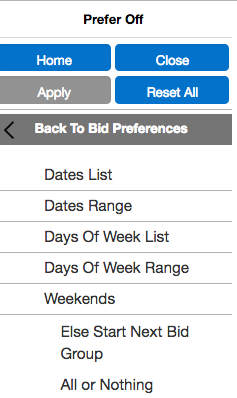 Prefer Off
Home
Close
Apply
Reset All
Back To Bid Preferences
Dates List
Dates Range
Days Of Week List
Days Of Week Range
Weekends
Else Start Next Bid
Group
All or Nothing